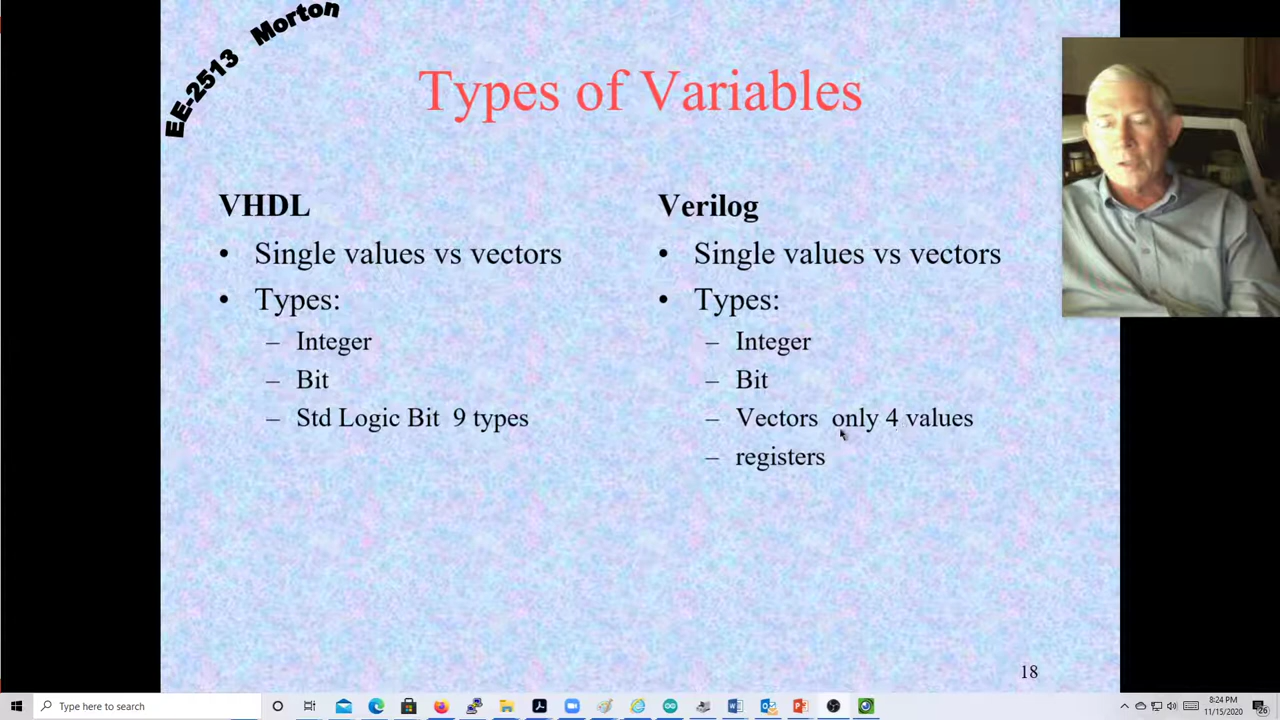 EE-2513 Morton
Types of Variables
VHDL
• Single values vs vectors
• Types:
– Integer
– Bit
– Std Logic Bit 9 types
Verilog
• Single values vs vectors
• Types:
– Integer
– Bit
– Vectors only 4 values
– registers
18
Type here to search
8:24 PM
11/15/2020
26